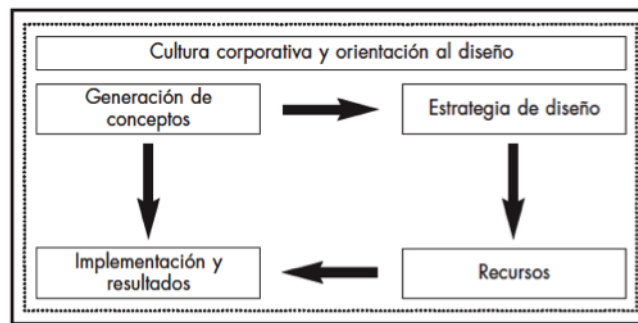 Cultura corporativa y orientación al diseño
Generación de
conceptos
Estrategia de diseño
Implementación y
resultados
Recursos